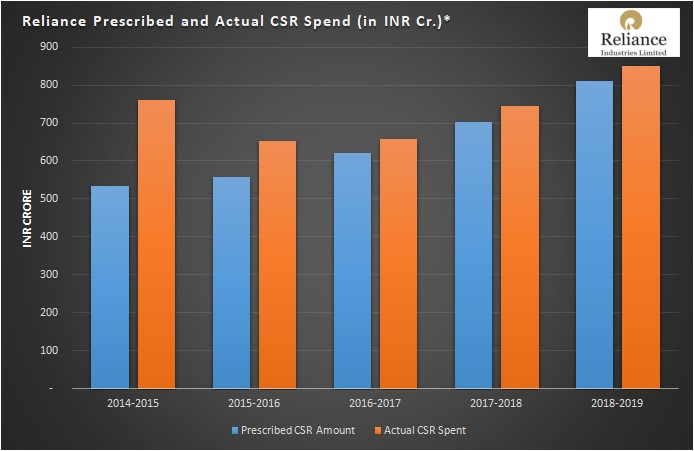 Reliance Prescribed and Actual CSR Spend (in INR Cr.)*
Reliance
Industries Limited
900
800
700
600
500
400
300
200
100
-
INR CRORE
2014-2015 2015-2016 2016-2017 2017-2018 2018-2019
Prescribed CSR Amount Actual CSR Spent